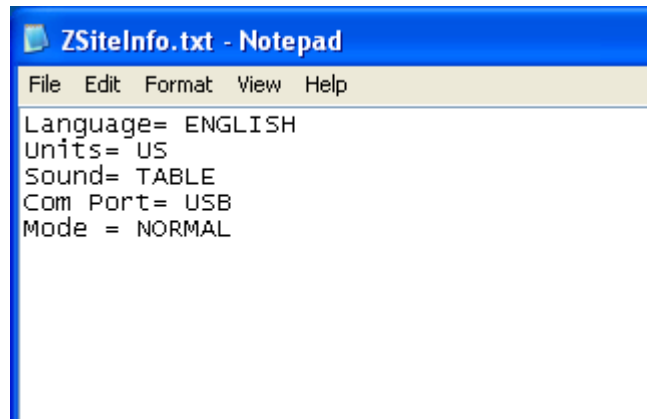 ZSiteInfo.txt - Notepad
File Edit Format View Help
Language= ENGLISH
Units= US
Sound= TABLE
Com Port= USB
Mode = NORMAL